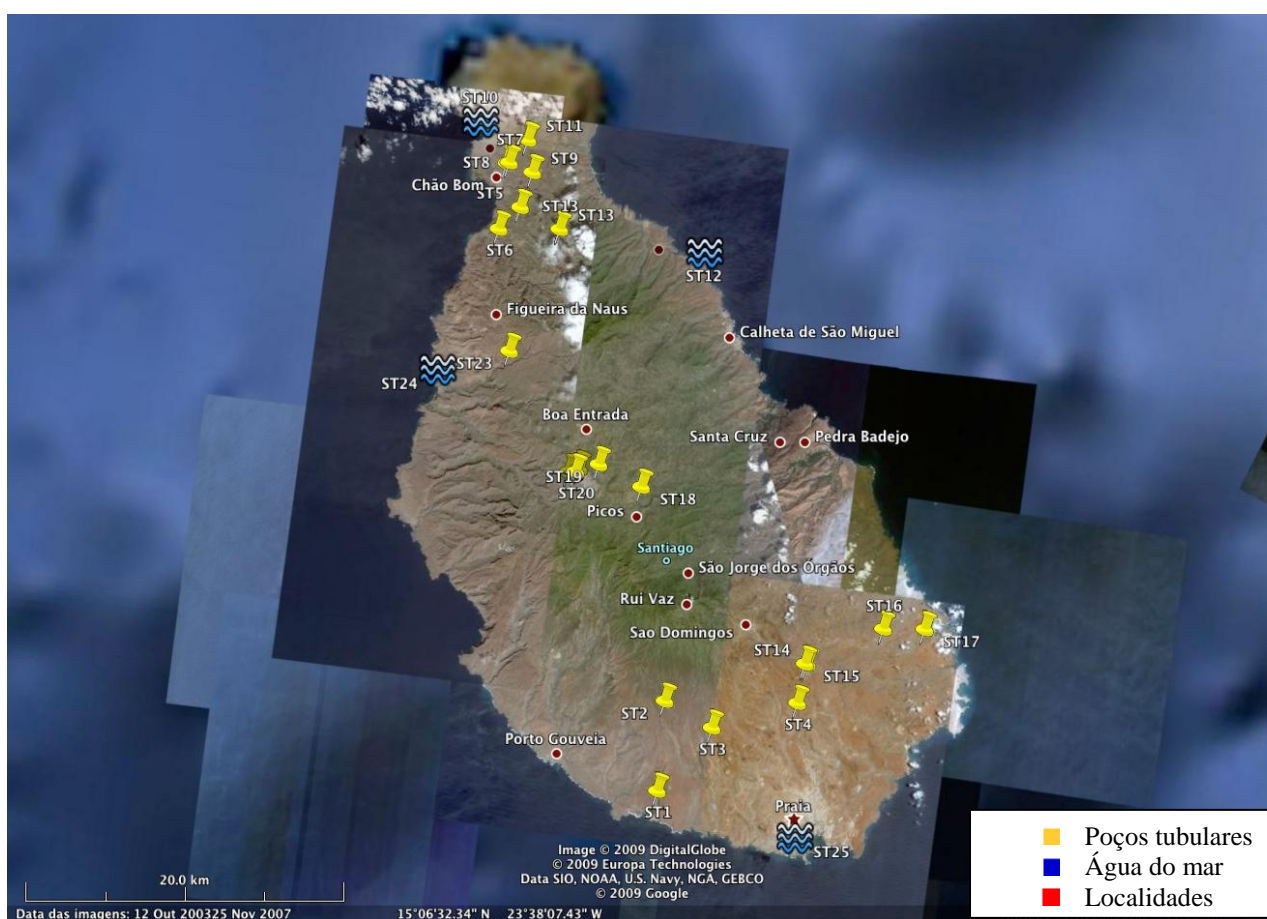 ST10
ST7
ST11
ST8
ST9
Chão Bom
ST5
ST13
ST13
ST6
ST12
Figueira da Naus
Calheta de São Miguel
ST23
ST24
Boa Entrada
Santa Cruz
Pedra Badejo
ST19
ST20
ST18
Picos
Santiago
São Jorge dos Órgãos
Rui Vaz
ST16
Sao Domingos
ST17
ST14
ST15
ST2
ST4
ST3
Porto Gouveia
ST1
Praia
ST25
Image © 2009 DigitalGlobe
© 2009 Europa Technologies
Data SIO, NOAA, U.S. Navy, NGA, GEBCO
© 2009 Google
20.0 km
Data das imagens: 12 Out 200325 Nov 2007
15°06'32.34" N 23°38'07.43" W
Poços tubulares
Água do mar
Localidades